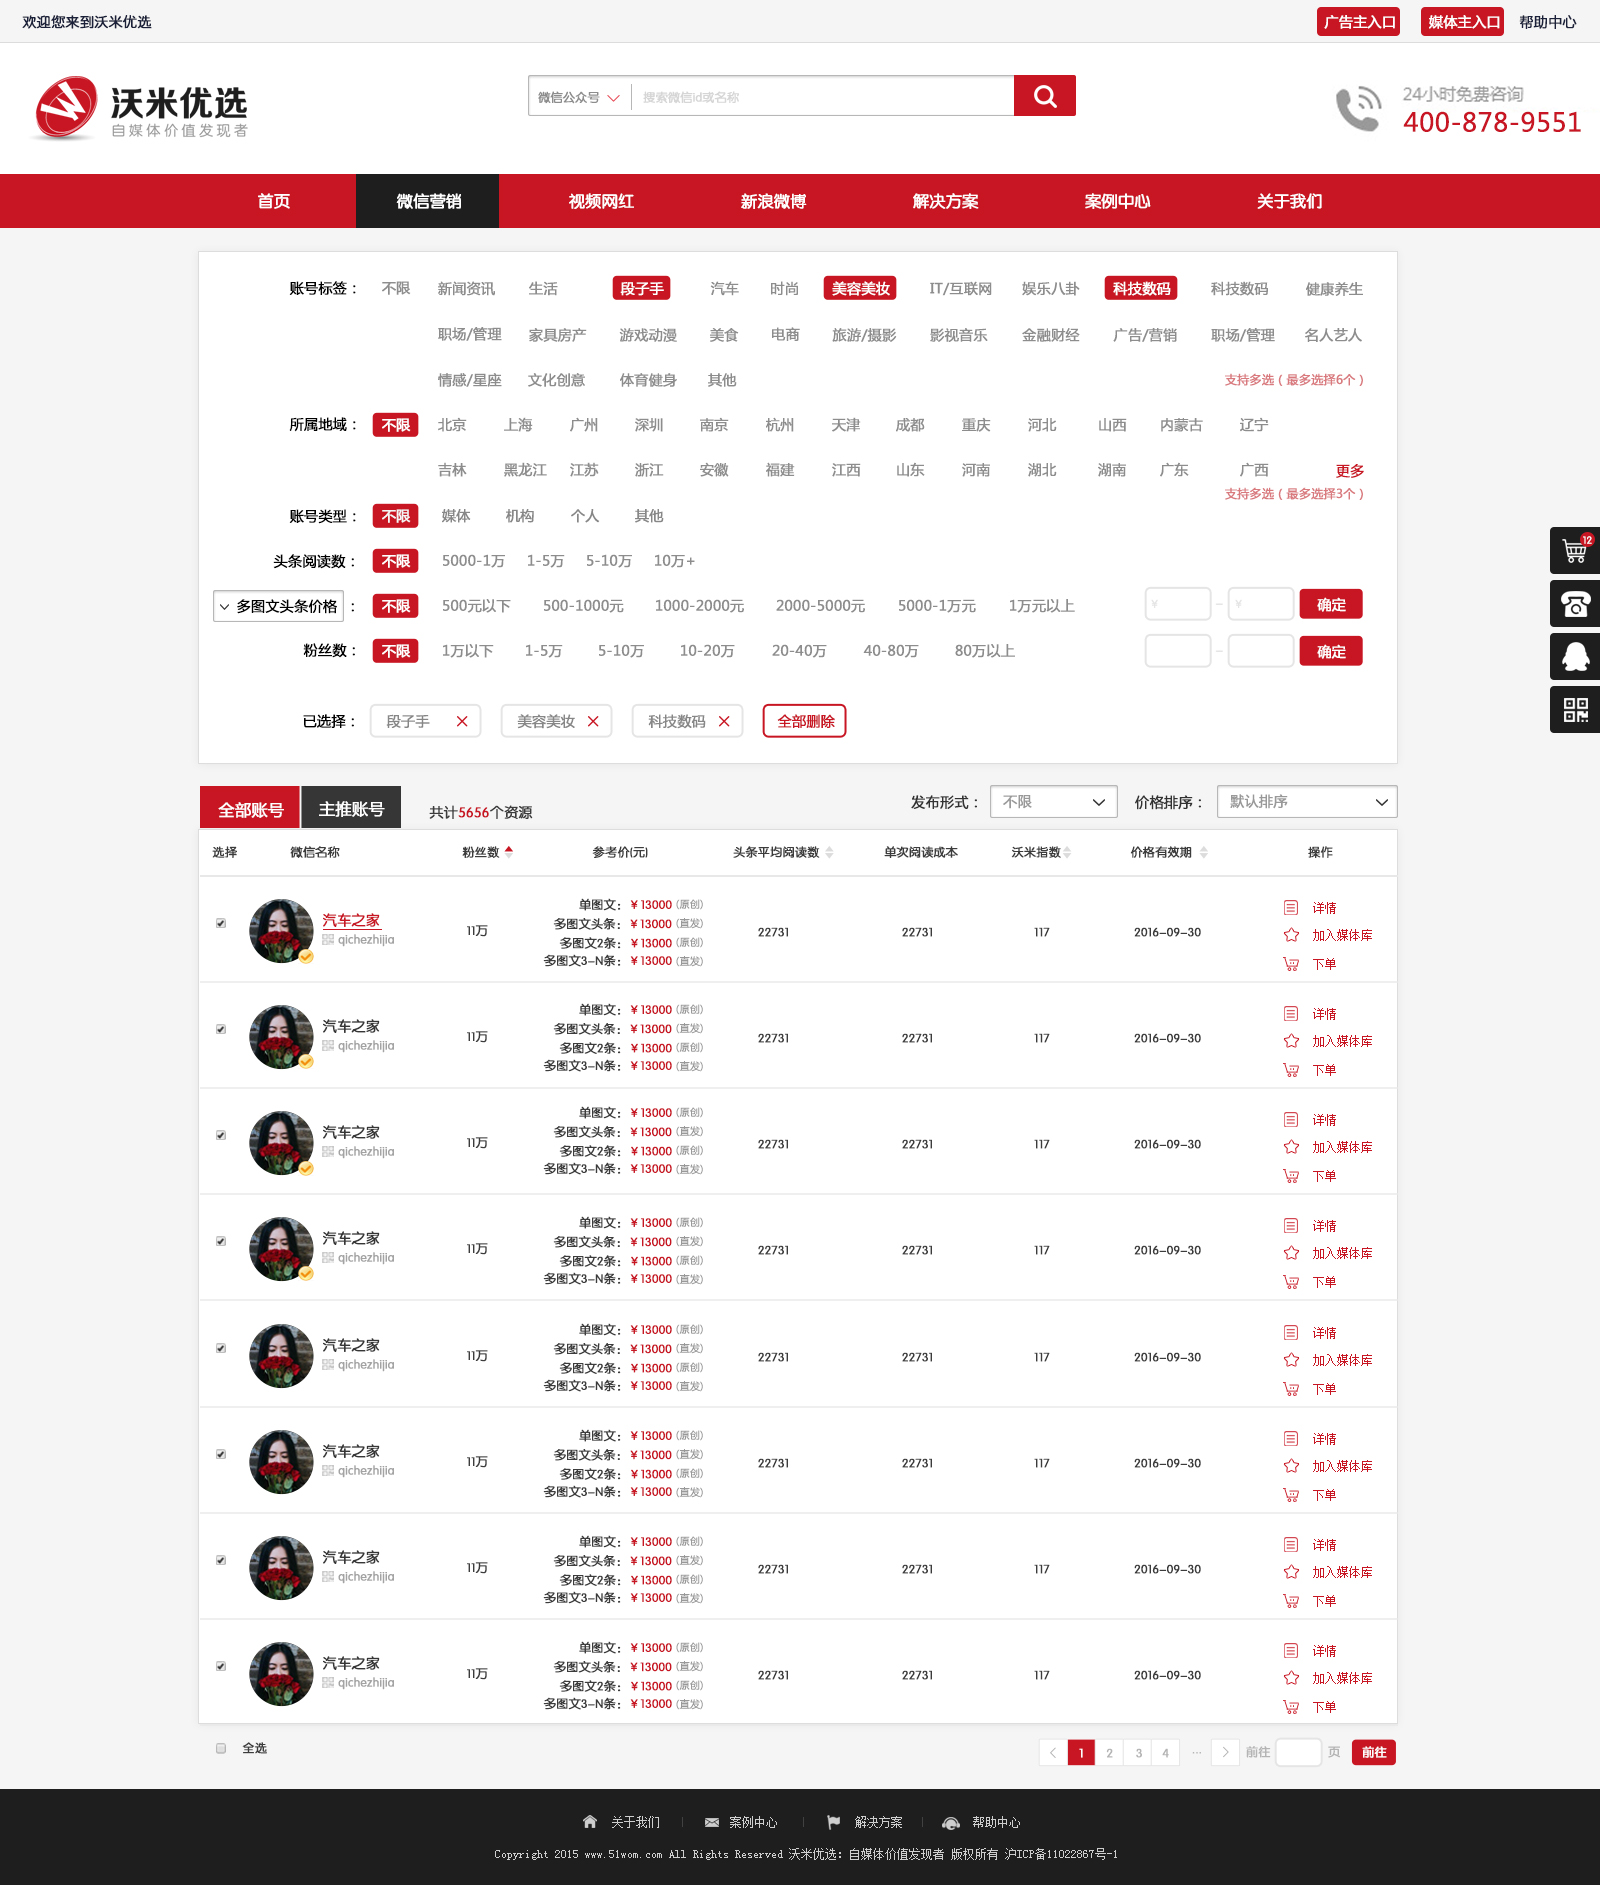 欢迎您来到沃米优选 广告主入口 媒体主入口 帮助中心
沃米优选
自媒体价值发现者
微信公众号 搜索微信id或名称
24小时免费咨询
400-878-9551
首页 微信营销 视频网红 新浪微博 解决方案 案例中心 关于我们
账号标签： 不限 新闻资讯 生活 段子手 汽车 时尚 美容美妆 IT/互联网 娱乐八卦 科技数码 科技数码 健康养生
职场/管理 家具房产 游戏动漫 美食 电商 旅游/摄影 影视音乐 金融财经 广告/营销 职场/管理 名人艺人
情感/星座 文化创意 体育健身 其他 支持多选（最多选择6个）
所属地域： 不限 北京 上海 广州 深圳 南京 杭州 天津 成都 重庆 河北 山西 内蒙古 辽宁
吉林 黑龙江 江苏 浙江 安徽 福建 江西 山东 河南 湖北 湖南 广东 广西 更多
支持多选（最多选择3个）
账号类型： 不限 媒体 机构 个人 其他
头条阅读数： 不限 5000-1万 1-5万 5-10万 10万+
12
多图文头条价格 ： 不限 500元以下 500-1000元 1000-2000元 2000-5000元 5000-1万元 1万元以上 ¥ - ¥ 确定
粉丝数： 不限 1万以下 1-5万 5-10万 10-20万 20-40万 40-80万 80万以上 - 确定
已选择： 段子手 美容美妆 科技数码 全部删除
全部账号 主推账号 共计5656个资源 发布形式： 不限 价格排序： 默认排序
选择 微信名称 粉丝数 参考价(元) 头条平均阅读数 单次阅读成本 沃米指数 价格有效期 操作
单图文：¥13000(原创) 详情
汽车之家 多图文头条：¥13000(直发)
qichezhijia 11万 多图文2条：¥13000(原创) 22731 22731 117 2016-09-30 加入媒体库
多图文3-N条：¥13000(直发) 下单
单图文：¥13000(原创) 详情
汽车之家 多图文头条：¥13000(直发)
qichezhijia 11万 多图文2条：¥13000(原创) 22731 22731 117 2016-09-30 加入媒体库
多图文3-N条：¥13000(直发) 下单
单图文：¥13000(原创) 详情
汽车之家 多图文头条：¥13000(直发)
qichezhijia 11万 多图文2条：¥13000(原创) 22731 22731 117 2016-09-30 加入媒体库
多图文3-N条：¥13000(直发) 下单
单图文：¥13000(原创) 详情
汽车之家 多图文头条：¥13000(直发)
qichezhijia 11万 多图文2条：¥13000(原创) 22731 22731 117 2016-09-30 加入媒体库
多图文3-N条：¥13000(直发) 下单
单图文：¥13000(原创) 详情
汽车之家 多图文头条：¥13000(直发)
qichezhijia 11万 多图文2条：¥13000(原创) 22731 22731 117 2016-09-30 加入媒体库
多图文3-N条：¥13000(直发) 下单
单图文：¥13000(原创) 详情
汽车之家 多图文头条：¥13000(直发)
qichezhijia 11万 多图文2条：¥13000(原创) 22731 22731 117 2016-09-30 加入媒体库
多图文3-N条：¥13000(直发) 下单
单图文：¥13000(原创) 详情
汽车之家 多图文头条：¥13000(直发)
qichezhijia 11万 多图文2条：¥13000(原创) 22731 22731 117 2016-09-30 加入媒体库
多图文3-N条：¥13000(直发) 下单
单图文：¥13000(原创) 详情
汽车之家 多图文头条：¥13000(直发)
qichezhijia 11万 多图文2条：¥13000(原创) 22731 22731 117 2016-09-30 加入媒体库
多图文3-N条：¥13000(直发) 下单
全选 < 1 2 3 4 ··· > 前往 页 前往
关于我们 | 案例中心 | 解决方案 | 帮助中心
Copyright 2015 www.51wom.com All Rights Reserved 沃米优选：自媒体价值发现者 版权所有 沪ICP备11022867号-1